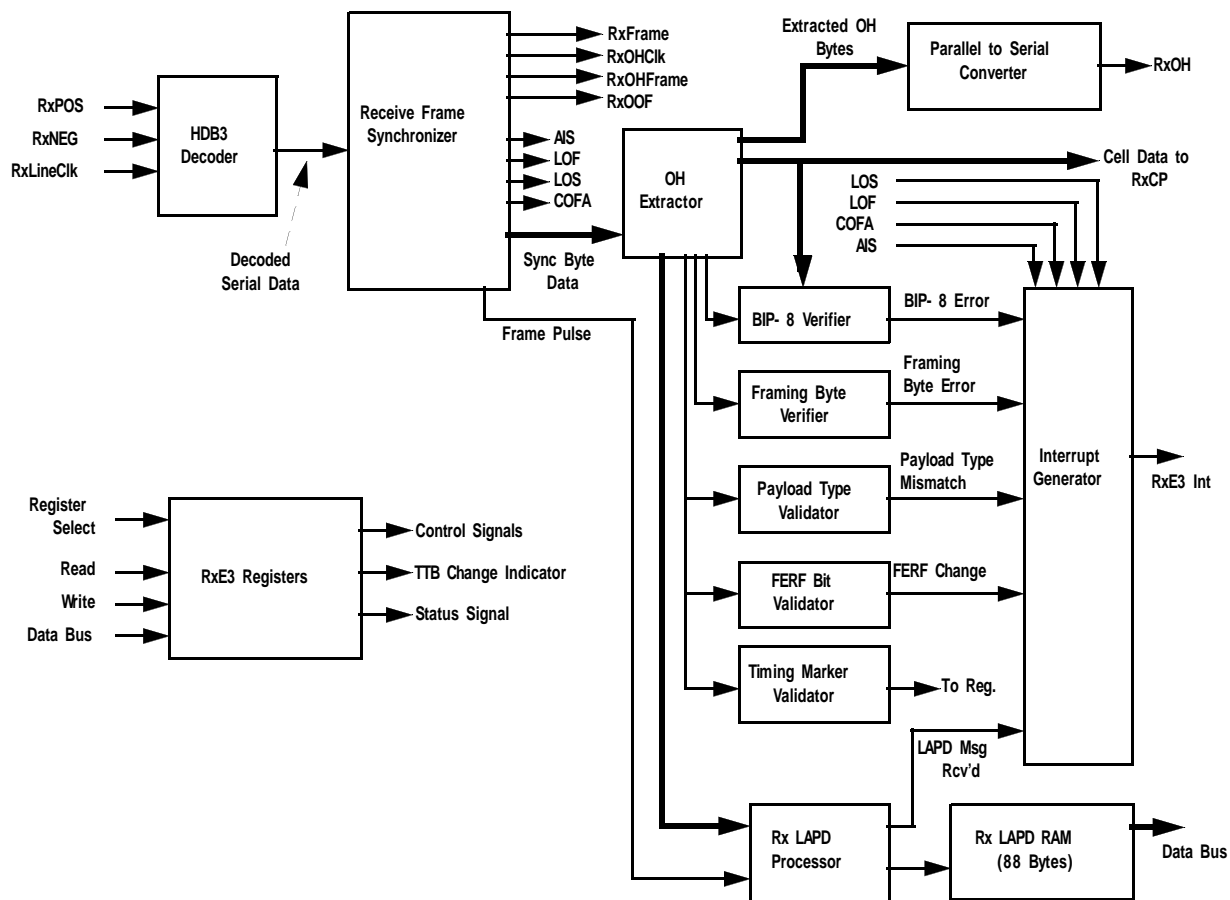 RxPOS
RxNEG
RxLineClk
HDB3
Decoder
Decoded
Serial Data
Receive Frame
Synchronizer
RxFrame
RxOHClk
RxOHFrame
RxOOF
AIS
LOF
LOS
COFA
Sync Byte
Data
Frame Pulse
OH
Extractor
Extracted OH
Bytes
Parallel to Serial
Converter
RxOH
Cell Data to
RxCP
LOS
LOF
COFA
AIS
BIP- 8 Verifier
BIP- 8 Error
Framing Byte
Verifier
Framing
Byte Error
Payload Type
Validator
Payload Type
Mismatch
FERF Bit
Validator
FERF Change
Timing Marker
Validator
To Reg.
Interrupt
Generator
RxE3 Int
Register
Select
Read
Write
Data Bus
RxE3 Registers
Control Signals
TTB Change Indicator
Status Signal
LAPD Msg
Rcv'd
Rx LAPD
Processor
Rx LAPD RAM
(88 Bytes)
Data Bus